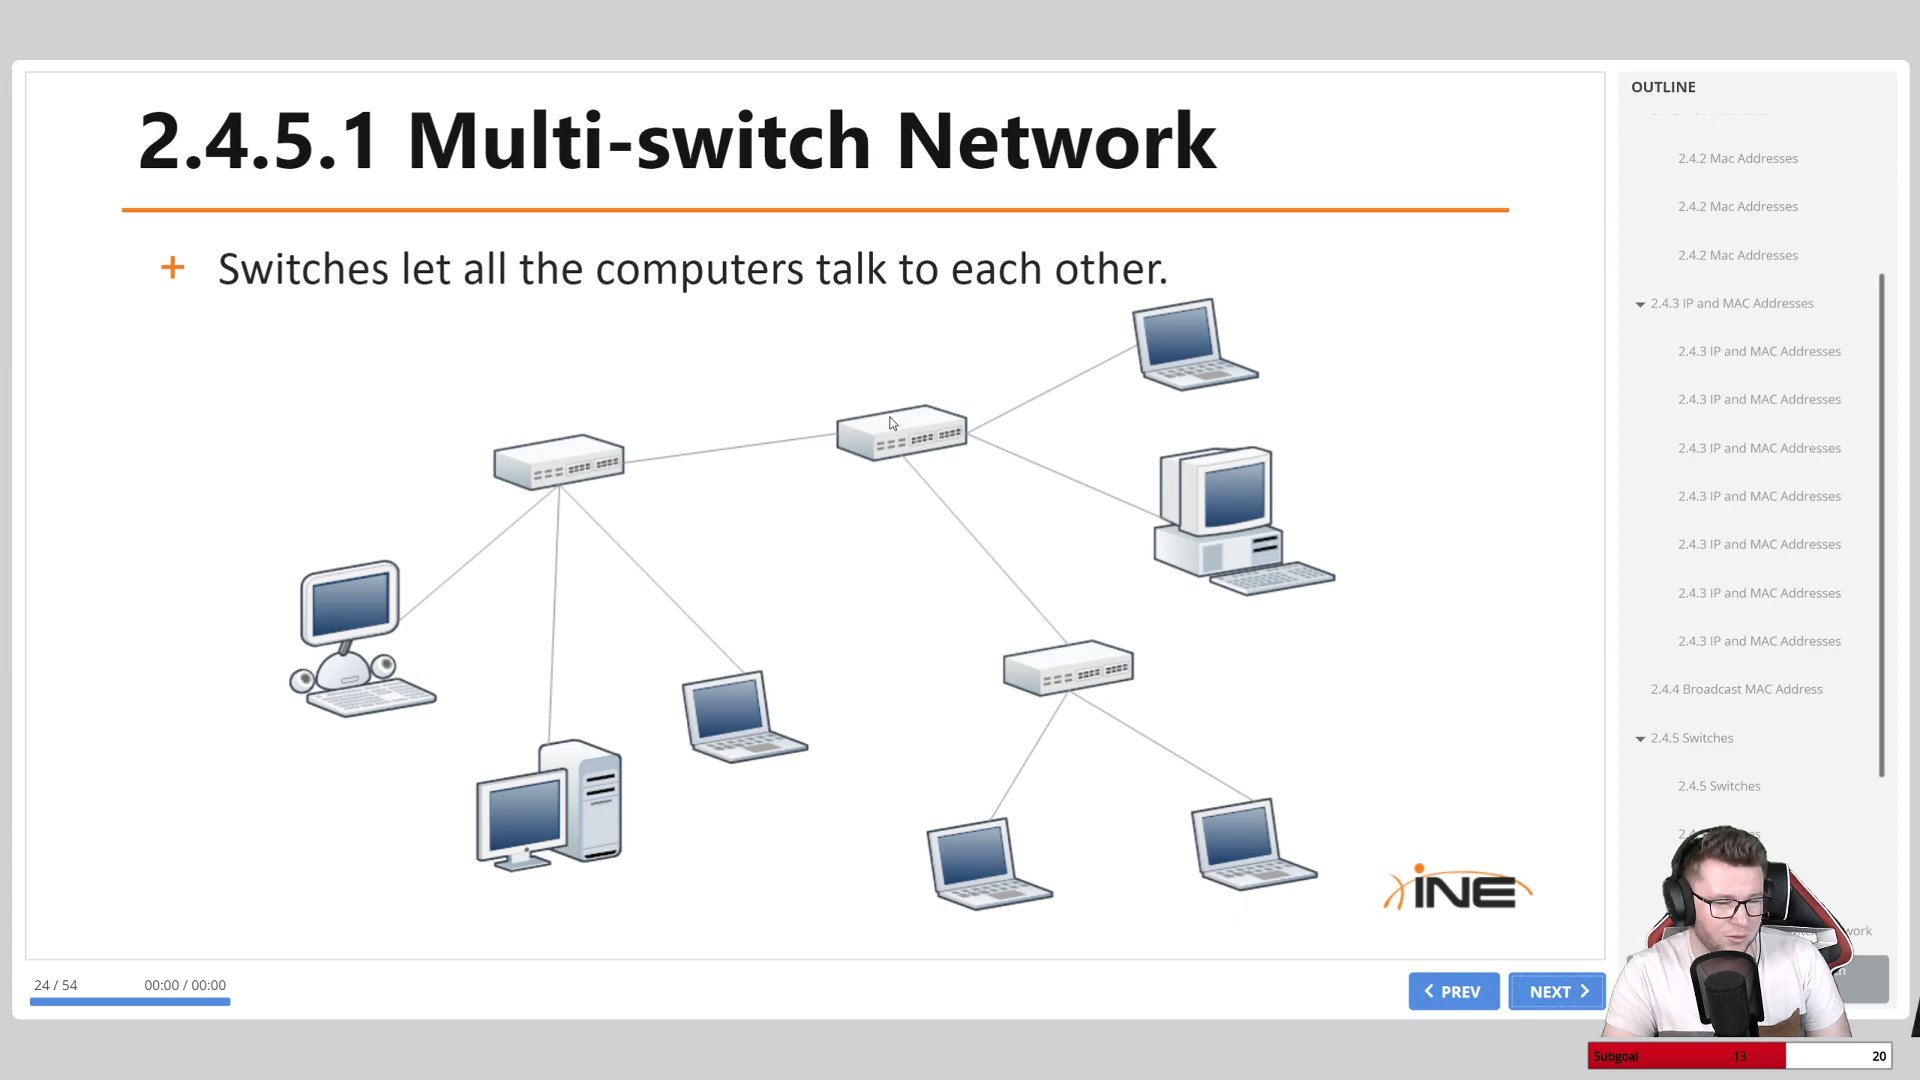 2.4.5.1 Multi-switch Network
+ Switches let all the computers talk to each other.
INE
24 / 54
00:00 / 00:00
PREV
NEXT
OUTLINE
2.4.2 Mac Addresses
2.4.2 Mac Addresses
2.4.2 Mac Addresses
2.4.3 IP and MAC Addresses
2.4.3 IP and MAC Addresses
2.4.3 IP and MAC Addresses
2.4.3 IP and MAC Addresses
2.4.3 IP and MAC Addresses
2.4.3 IP and MAC Addresses
2.4.3 IP and MAC Addresses
2.4.3 IP and MAC Addresses
2.4.4 Broadcast MAC Address
2.4.5 Switches
2.4.5 Switches
Subgoal 13 20